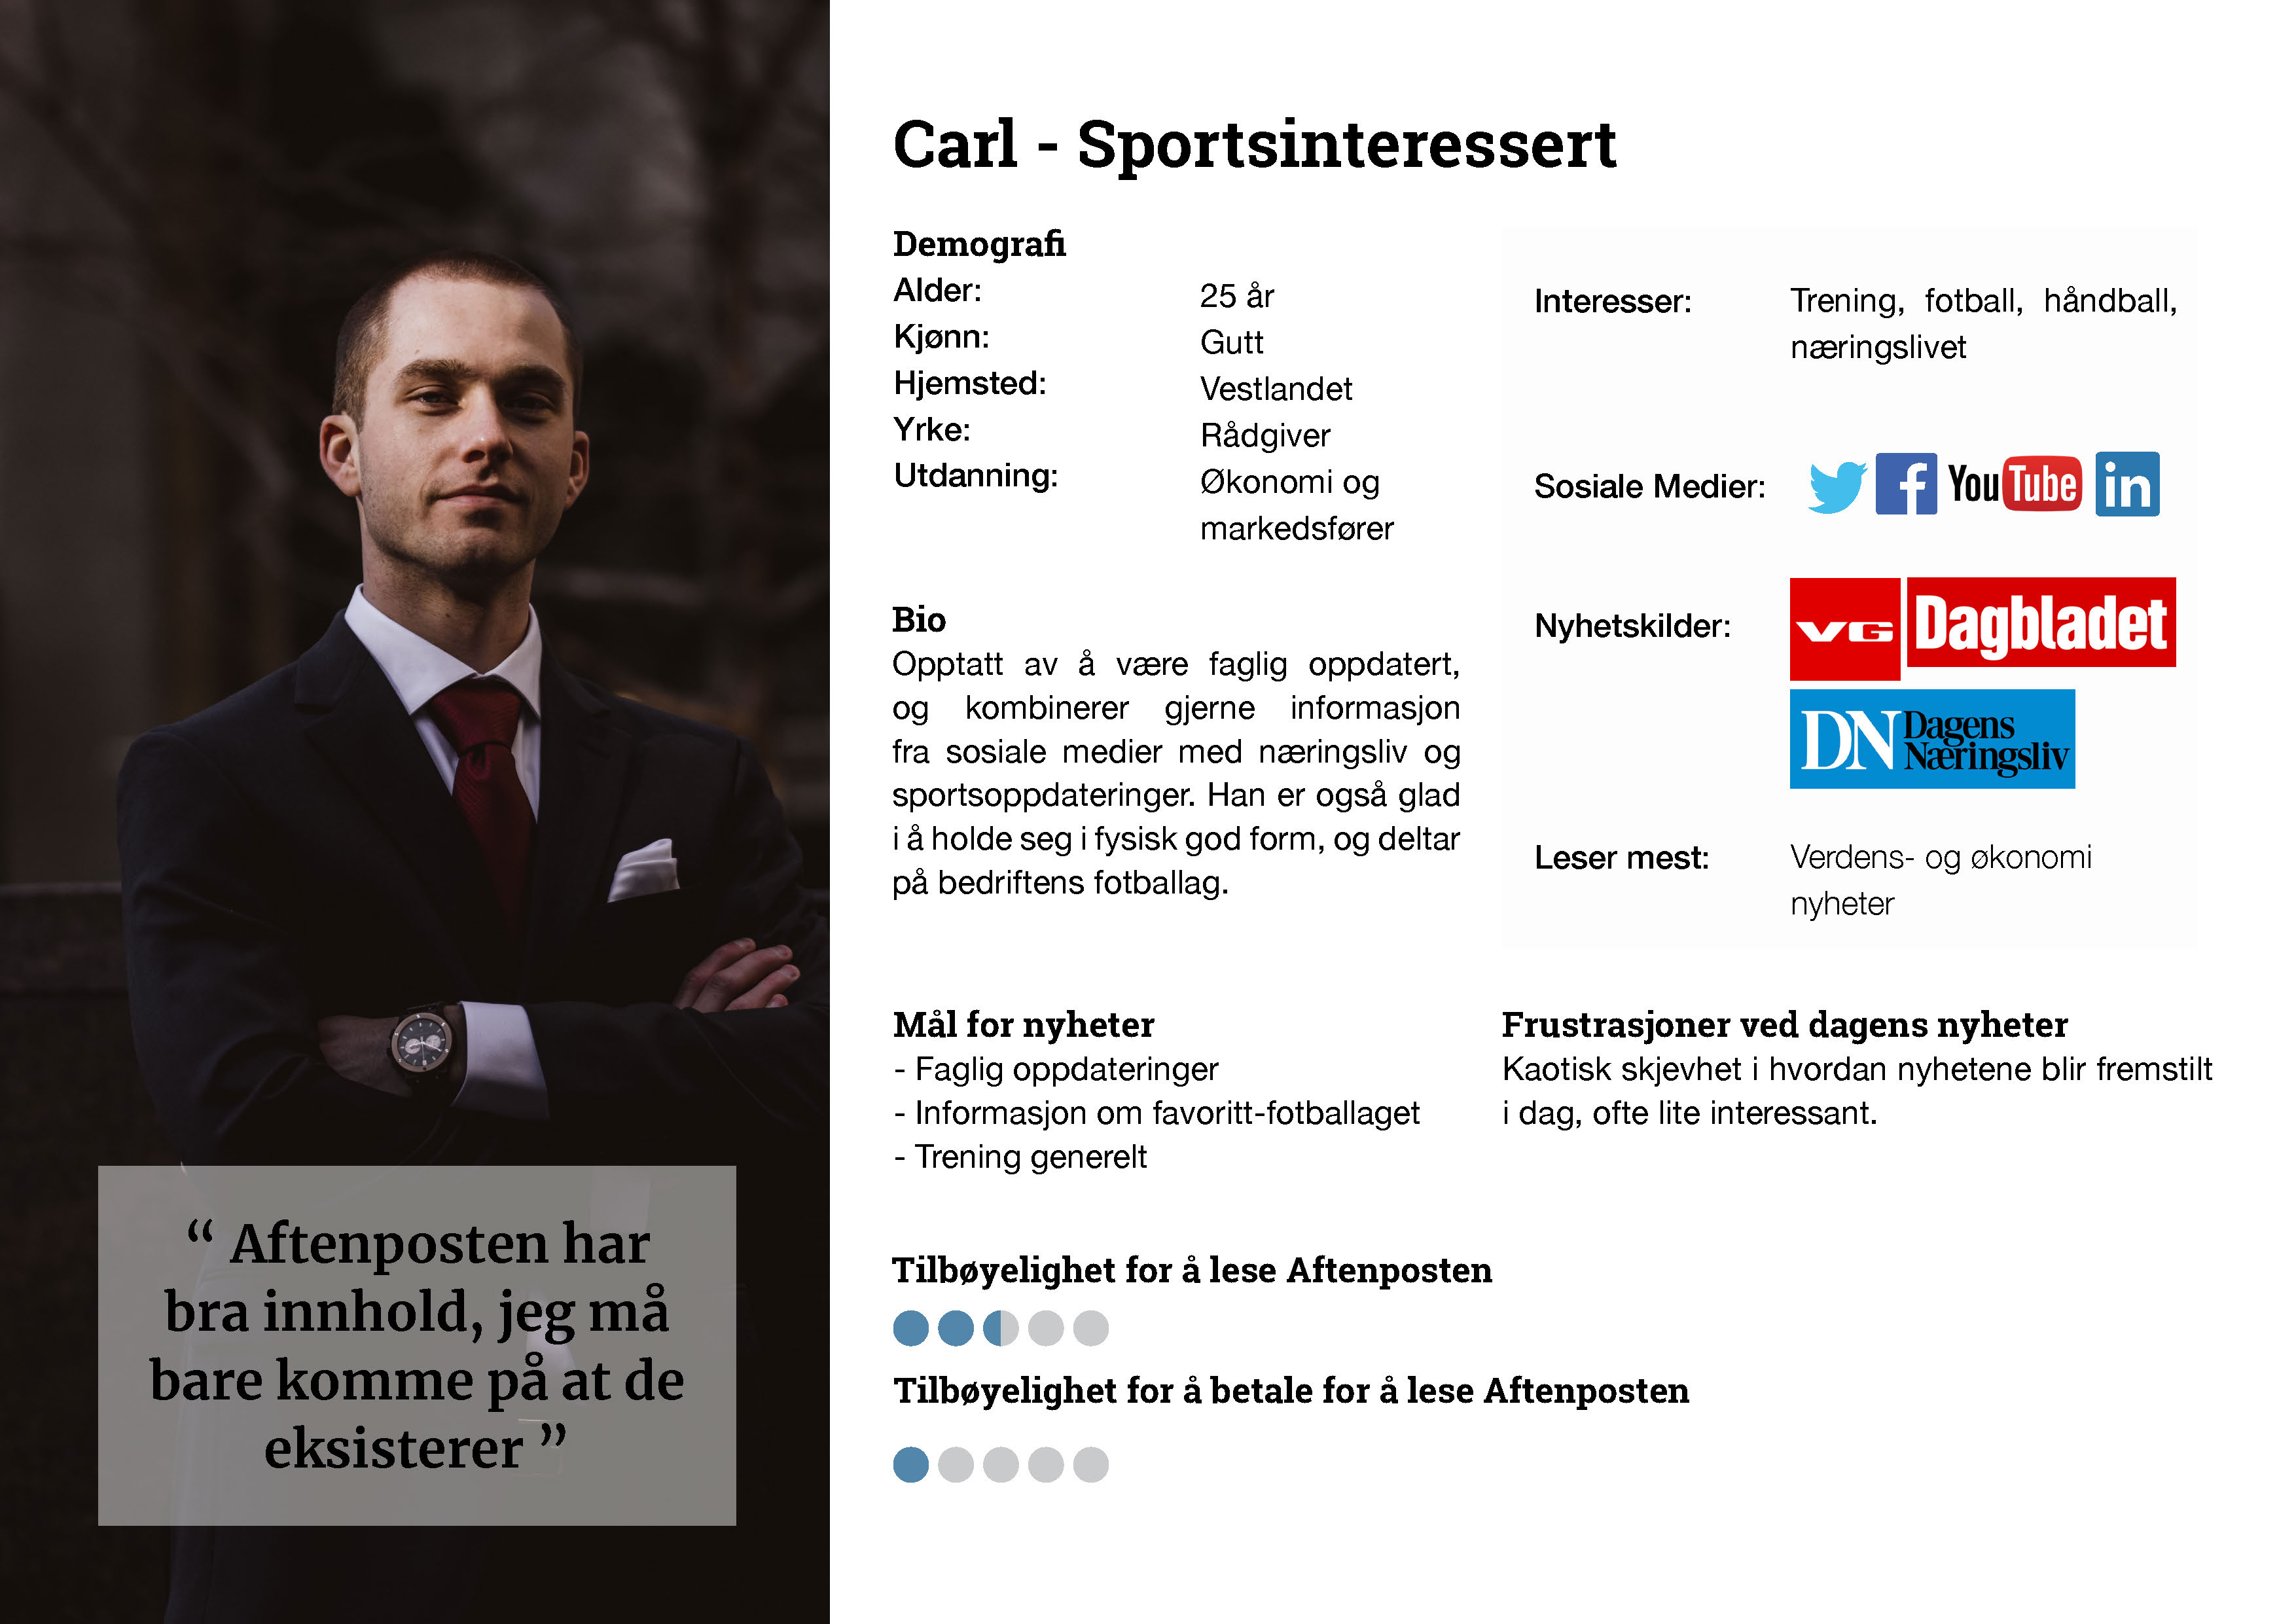 Carl - Sportsinteressert
Demografi
Alder: 25 år
Kjønn: Gutt
Hjemsted: Vestlandet
Yrke: Rådgiver
Utdanning: Økonomi og
markedsfører
Bio
Opptatt av å være faglig oppdatert,
og kombinerer gjerne informasjon
fra sosiale medier med næringsliv og
sportsoppdateringer. Han er også glad
i å holde seg i fysisk god form, og deltar
på bedriftens fotballag.
Interesser: Trening, fotball, håndball,
næringslivet
Sosiale Medier: f YouTube in
Nyhetskilder: VG Dagbladet
DN Dagens
Næringsliv
Leser mest: Verdens- og økonomi
nyheter
Mål for nyheter
- Faglig oppdateringer
- Informasjon om favoritt-fotballaget
- Trening generelt
Frustrasjoner ved dagens nyheter
Kaotisk skjevhet i hvordan nyhetene blir fremstilt
i dag, ofte lite interessant.
Tilbøyelighet for å lese Aftenposten
Tilbøyelighet for å betale for å lese Aftenposten
“ Aftenposten har
bra innhold, jeg må
bare komme på at de
eksisterer ”